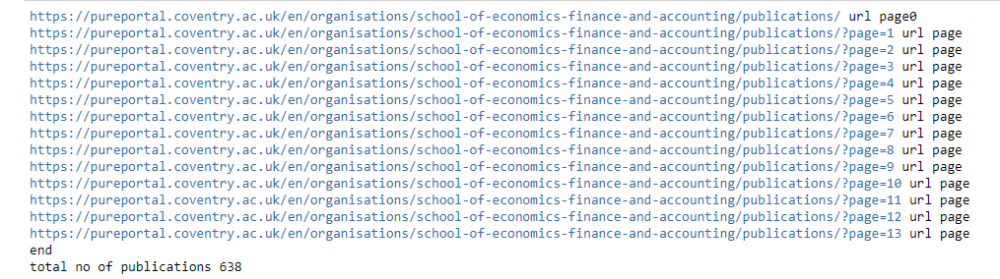 https://pureportal.coventry.ac.uk/en/organisations/school-of-economics-finance-and-accounting/publications/ url page0
https://pureportal.coventry.ac.uk/en/organisations/school-of-economics-finance-and-accounting/publications/?page=1 url page
https://pureportal.coventry.ac.uk/en/organisations/school-of-economics-finance-and-accounting/publications/?page=2 url page
https://pureportal.coventry.ac.uk/en/organisations/school-of-economics-finance-and-accounting/publications/?page=3 url page
https://pureportal.coventry.ac.uk/en/organisations/school-of-economics-finance-and-accounting/publications/?page=4 url page
https://pureportal.coventry.ac.uk/en/organisations/school-of-economics-finance-and-accounting/publications/?page=5 url page
https://pureportal.coventry.ac.uk/en/organisations/school-of-economics-finance-and-accounting/publications/?page=6 url page
https://pureportal.coventry.ac.uk/en/organisations/school-of-economics-finance-and-accounting/publications/?page=7 url page
https://pureportal.coventry.ac.uk/en/organisations/school-of-economics-finance-and-accounting/publications/?page=8 url page
https://pureportal.coventry.ac.uk/en/organisations/school-of-economics-finance-and-accounting/publications/?page=9 url page
https://pureportal.coventry.ac.uk/en/organisations/school-of-economics-finance-and-accounting/publications/?page=10 url page
https://pureportal.coventry.ac.uk/en/organisations/school-of-economics-finance-and-accounting/publications/?page=11 url page
https://pureportal.coventry.ac.uk/en/organisations/school-of-economics-finance-and-accounting/publications/?page=12 url page
https://pureportal.coventry.ac.uk/en/organisations/school-of-economics-finance-and-accounting/publications/?page=13 url page
end
total no of publications 638